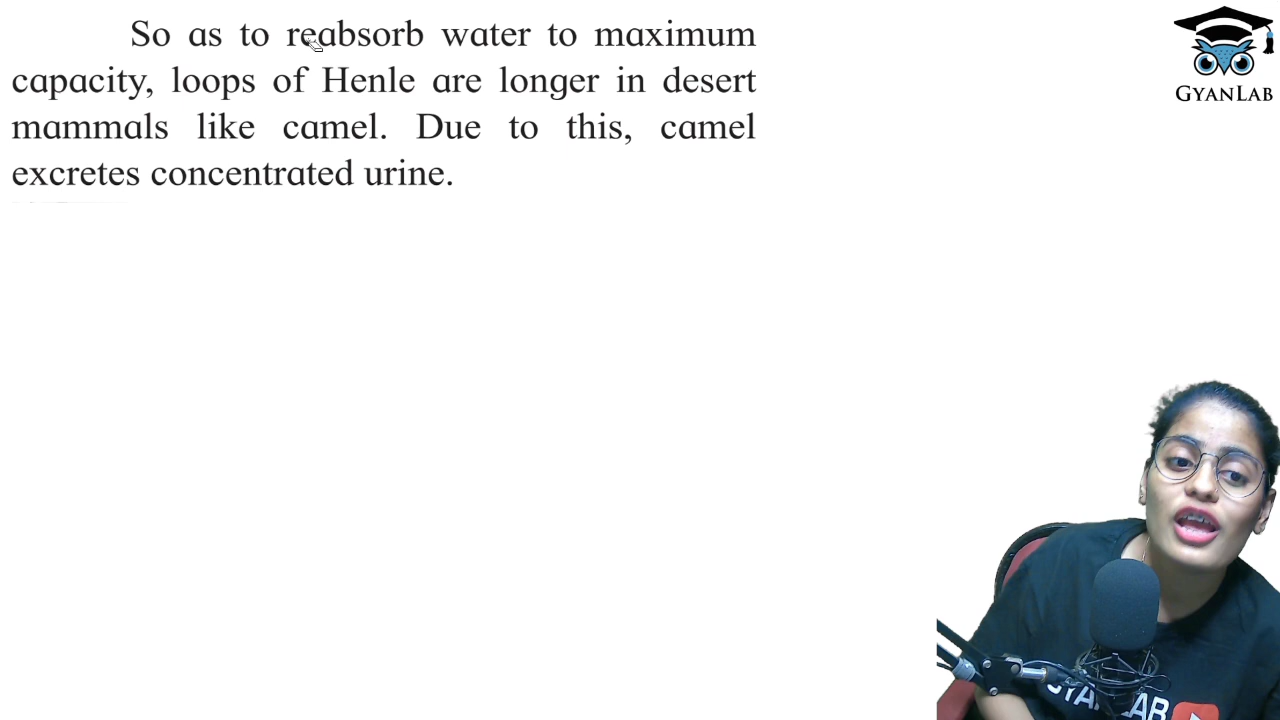 So as to reabsorb water to maximum
capacity, loops of Henle are longer in desert
mammals like camel. Due to this, camel
excretes concentrated urine.
GYANLAB
GYANLAB